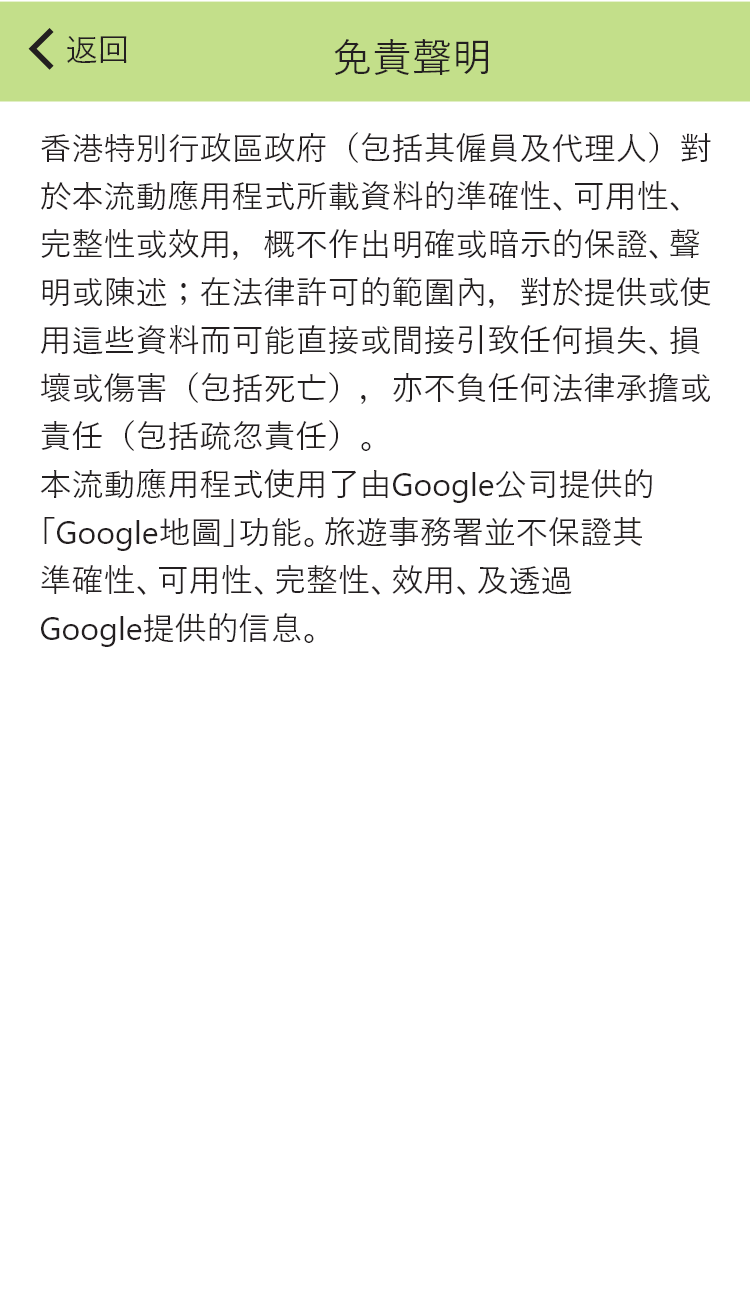 返回
免責聲明
香港特別行政區政府（包括其僱員及代理人）對
於本流動應用程式所載資料的準確性、可用性、
完整性或效用，概不作出明確或暗示的保證、聲
明或陳述；在法律許可的範圍內，對於提供或使
用這些資料而可能直接或間接引致任何損失、損
壞或傷害（包括死亡），亦不負任何法律承擔或
責任（包括疏忽責任）。
本流動應用程式使用了由Google公司提供的
「Google地圖」功能。旅遊事務署並不保證其
準確性、可用性、完整性、效用、及透過
Google提供的信息。